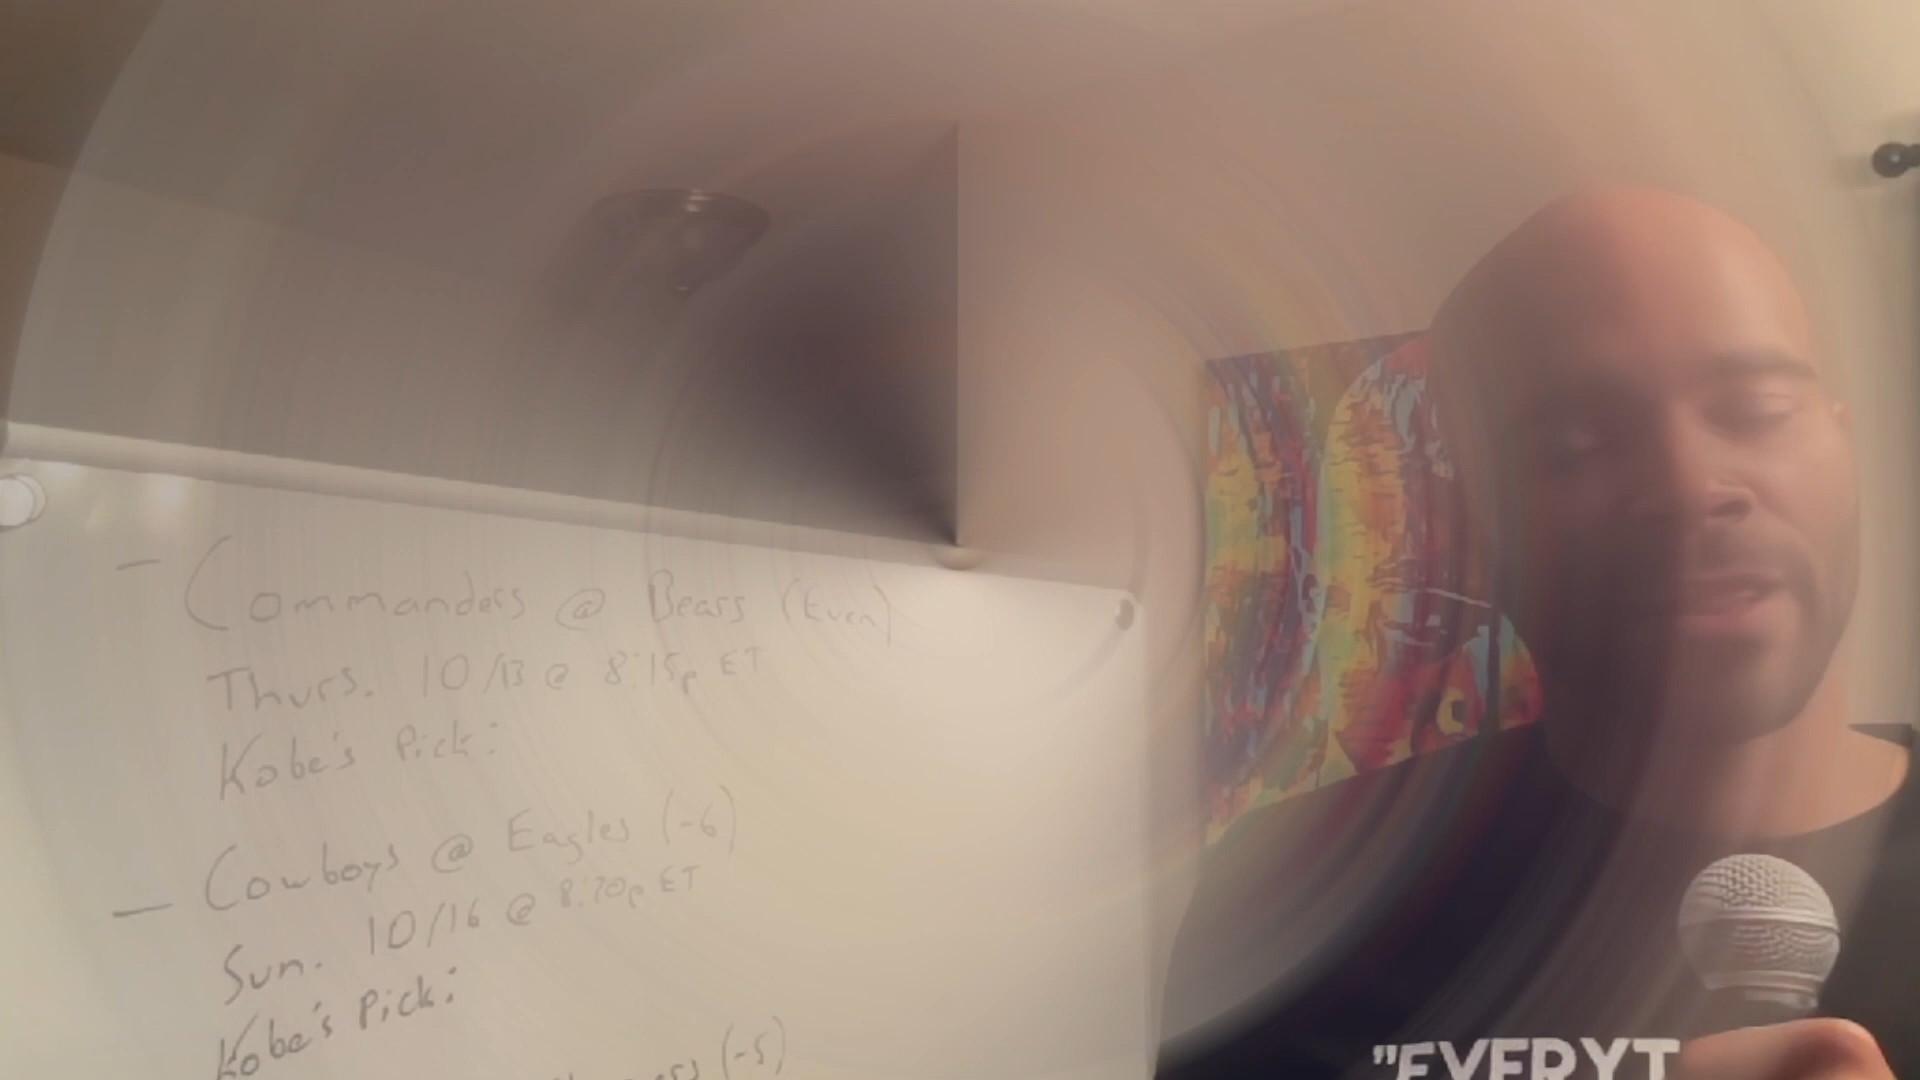 - Commanders @ Bears (Even)
Thurs. 10/13 @ 8:15p ET
Kobe's Pick:
- Cowboys @ Eagles (-6)
Sun. 10/16 @ 8:20p ET
Kobe's Pick:
(-5)
"EVERYT